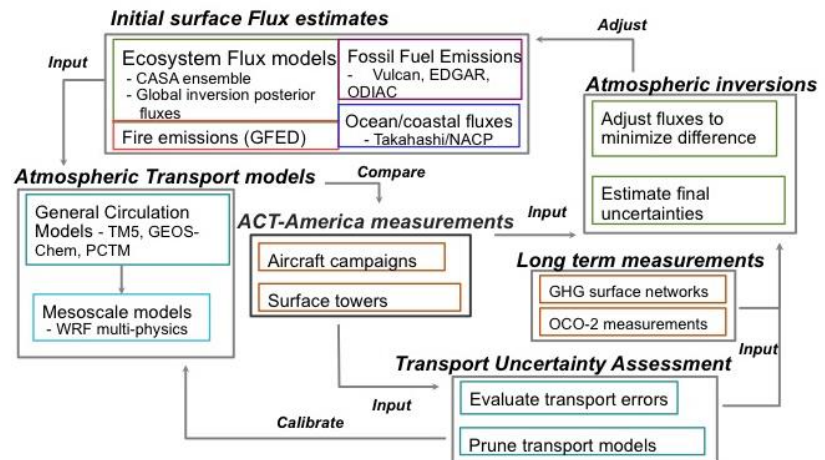 Initial surface Flux estimates
Adjust
Input
Ecosystem Flux models
- CASA ensemble
- Global inversion posterior
fluxes
Fire emissions (GFED)
Fossil Fuel Emissions
- Vulcan, EDGAR,
ODIAC
Ocean/coastal fluxes
- Takahashi/NACP
Atmospheric inversions
Adjust fluxes to
minimize difference
Estimate final
uncertainties
Atmospheric Transport models
Compare
General Circulation
Models - TM5, GEOS-
Chem, PCTM
Mesoscale models
- WRF multi-physics
ACT-America measurements
Input
Aircraft campaigns
Surface towers
Long term measurements
GHG surface networks
OCO-2 measurements
Input
Transport Uncertainty Assessment
Input
Evaluate transport errors
Calibrate
Prune transport models